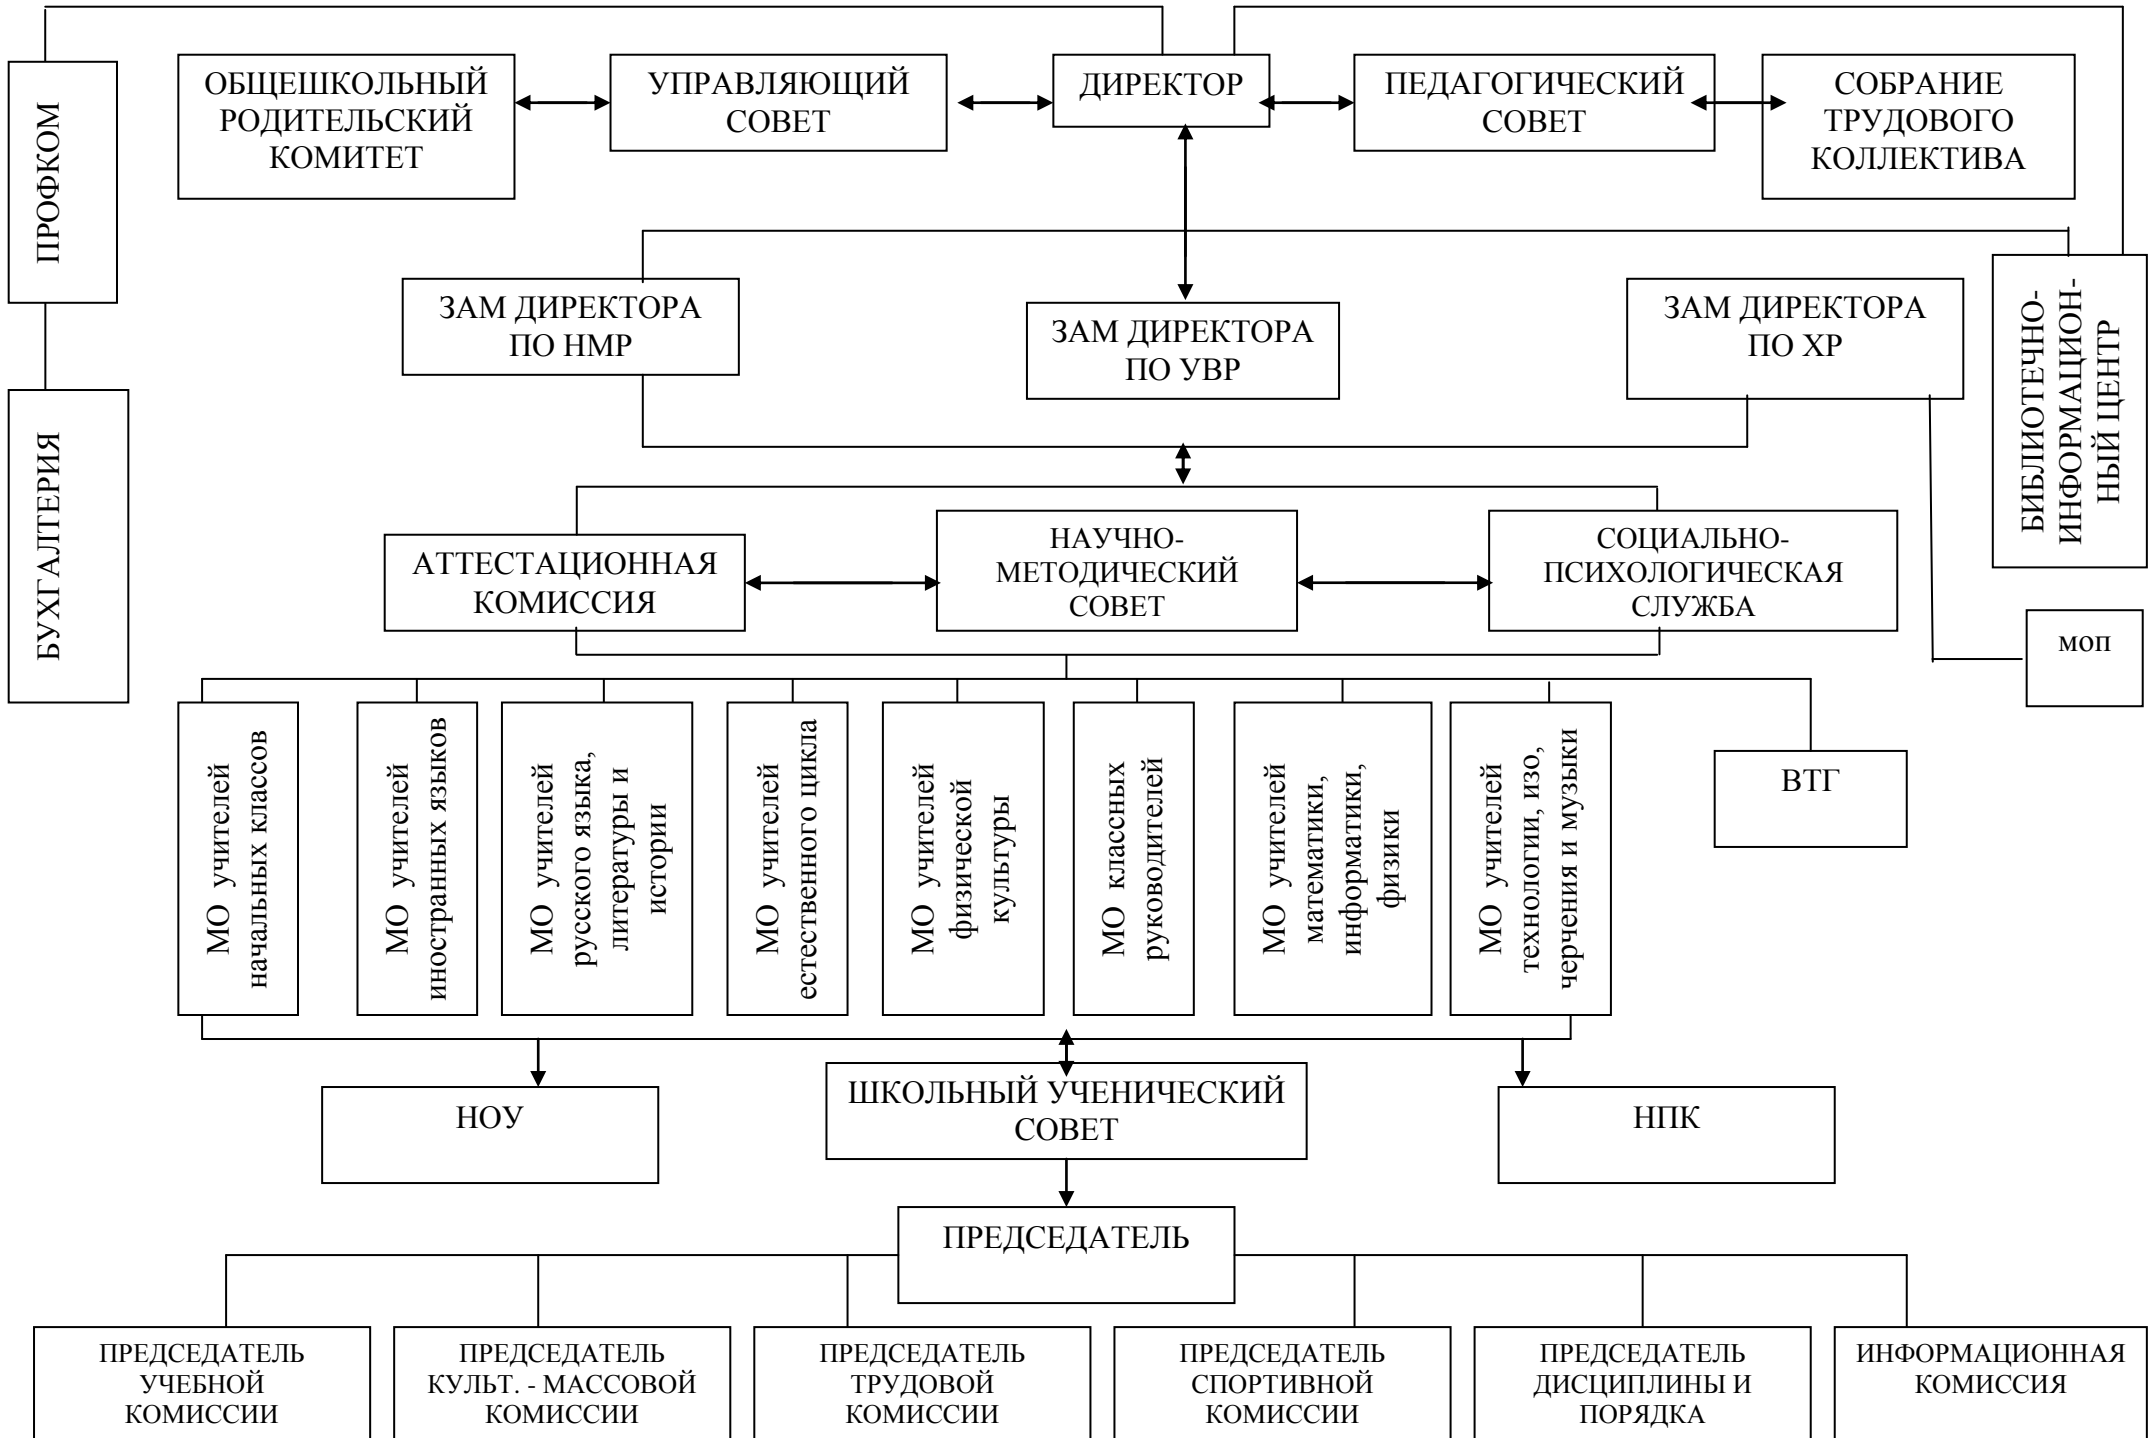 ПРОФКОМ
ОБЩЕШКОЛЬНЫЙ
РОДИТЕЛЬСКИЙ
КОМИТЕТ
УПРАВЛЯЮЩИЙ
СОВЕТ
ДИРЕКТОР
ПЕДАГОГИЧЕСКИЙ
СОВЕТ
СОБРАНИЕ
ТРУДОВОГО
КОЛЛЕКТИВА
ЗАМ ДИРЕКТОРА
ПО НМР
ЗАМ ДИРЕКТОРА
ПО УВР
ЗАМ ДИРЕКТОРА
ПО ХР
БИБЛИОТЕЧНО-
ИНФОРМАЦИОН-
НЫЙ ЦЕНТР
БУХГАЛТЕРИЯ
АТТЕСТАЦИОННАЯ
КОМИССИЯ
НАУЧНО-
МЕТОДИЧЕСКИЙ
СОВЕТ
СОЦИАЛЬНО-
ПСИХОЛОГИЧЕСКАЯ
СЛУЖБА
моп
МО учителей
начальных классов
МО учителей
иностранных языков
МО учителей
русского языка,
литературы и
истории
МО учителей
естественного цикла
МО учителей
физической
культуры
МО классных
руководителей
МО учителей
математики,
информатики,
физики
МО учителей
технологии, изо,
черчения и музыки
ВТГ
НОУ
ШКОЛЬНЫЙ УЧЕНИЧЕСКИЙ
СОВЕТ
НПК
ПРЕДСЕДАТЕЛЬ
ПРЕДСЕДАТЕЛЬ
УЧЕБНОЙ
КОМИССИИ
ПРЕДСЕДАТЕЛЬ
КУЛЬТ. - МАССОВОЙ
КОМИССИИ
ПРЕДСЕДАТЕЛЬ
ТРУДОВОЙ
КОМИССИИ
ПРЕДСЕДАТЕЛЬ
СПОРТИВНОЙ
КОМИССИИ
ПРЕДСЕДАТЕЛЬ
ДИСЦИПЛИНЫ И
ПОРЯДКА
ИНФОРМАЦИОННАЯ
КОМИССИЯ